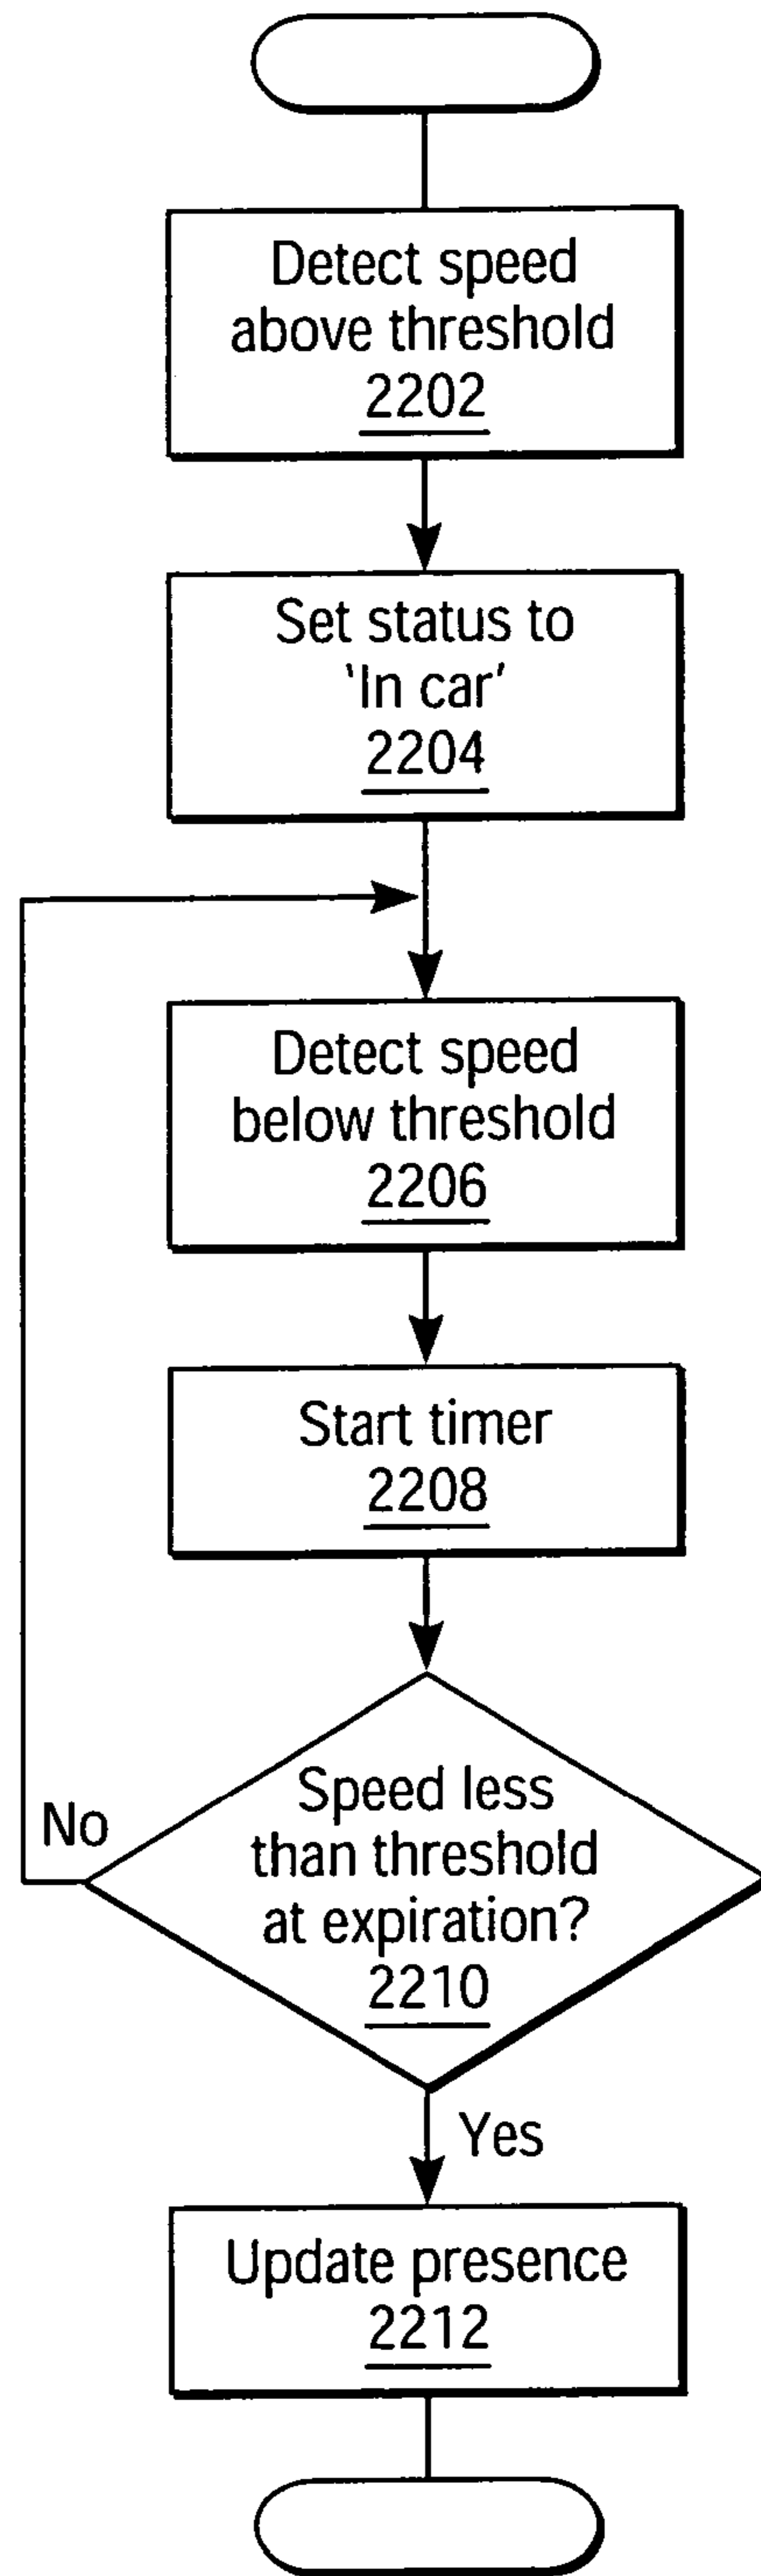 Detect speed
above threshold
2202
Set status to
'In car'
2204
Detect speed
below threshold
2206
Start timer
2208
Speed less
than threshold
at expiration?
2210
No
Yes
Update presence
2212